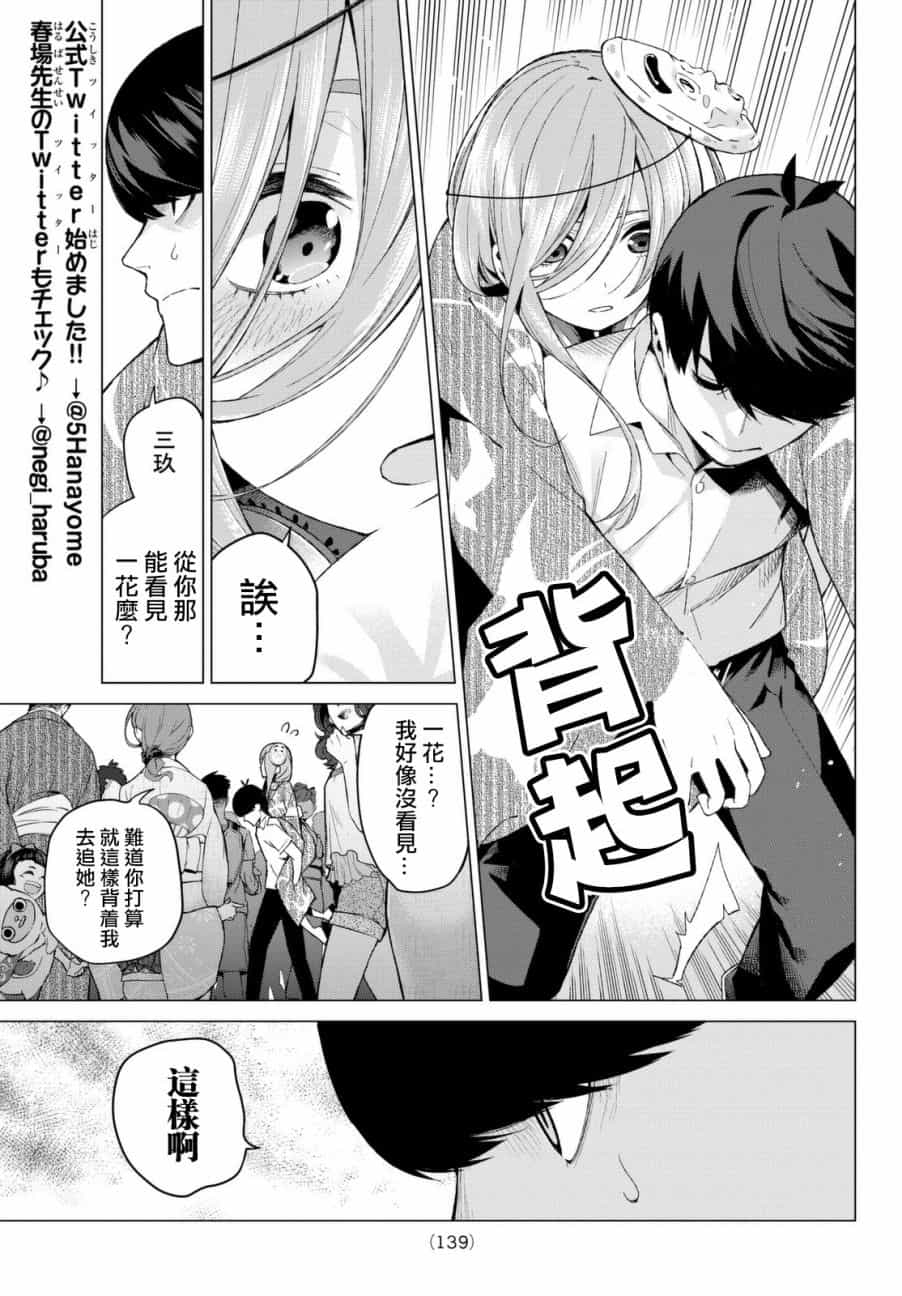 背起
誒…
三玖
從你那
能看見
一花麼？
公式Twitter始めました!! →@5Hanayome
こうしきツイッターはじ
春場先生のTwitterもチェック♪ →@negi_haruba
はるばせんせいツイッター
一花…？
我好像沒看見…
難道你打算
就這樣背着我
去追她？
這樣啊
(139)